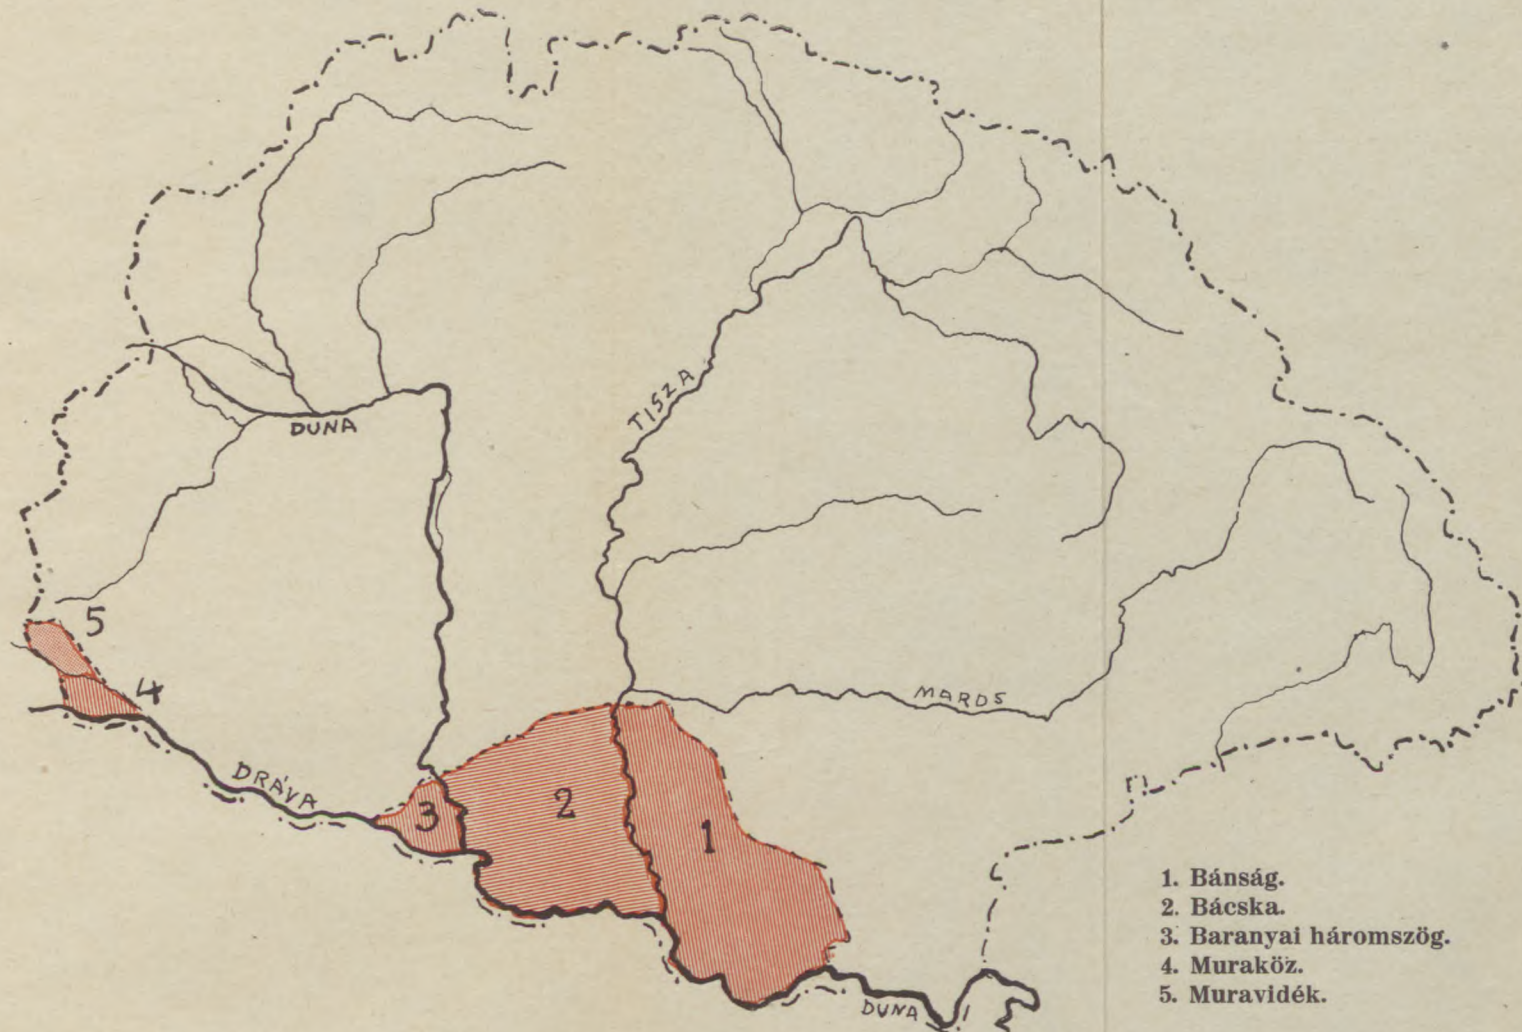 DUNA
TISZA
5
4
MAROS
DRÁVA
3
2
1
DUNA
1. Bánság.
2. Bácska.
3. Baranyai háromszög.
4. Muraköz.
5. Muravidék.